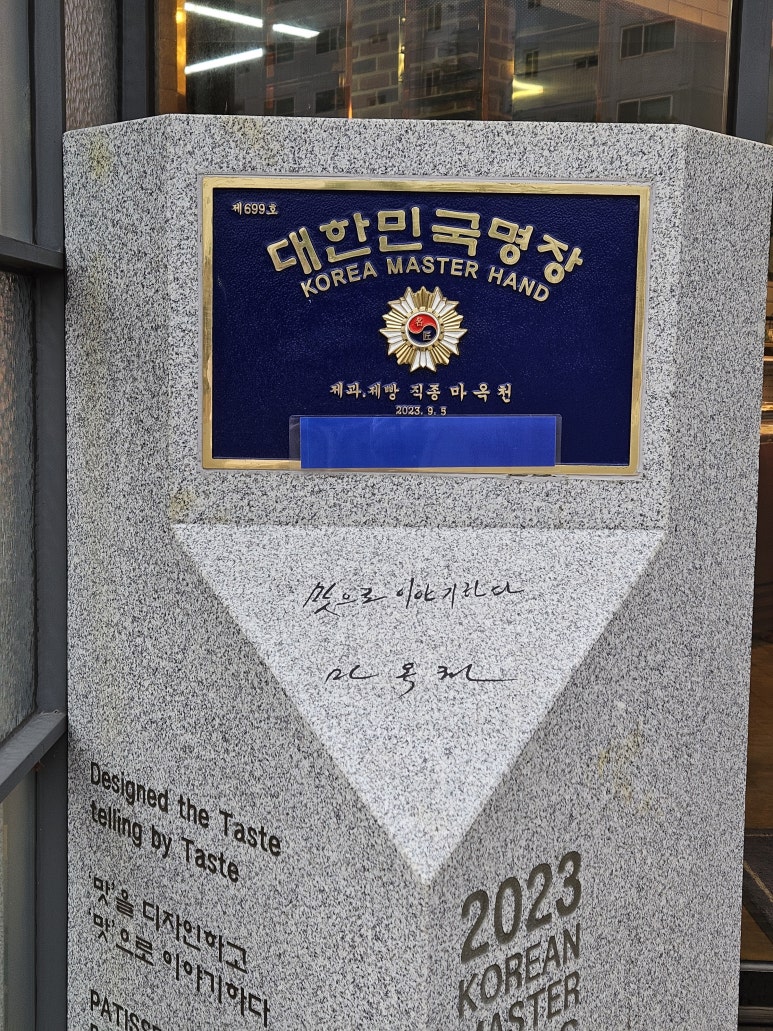 제699호
대한민국명장
KOREA MASTER HAND
名
匠
제과.제빵 직종 마옥천
2023. 9. 5
맛으로 이야기하다
마옥천
Designed the Taste
telling by Taste
'맛'을 디자인하고
'맛'으로 이야기하다
2023
KOREAN
MASTER